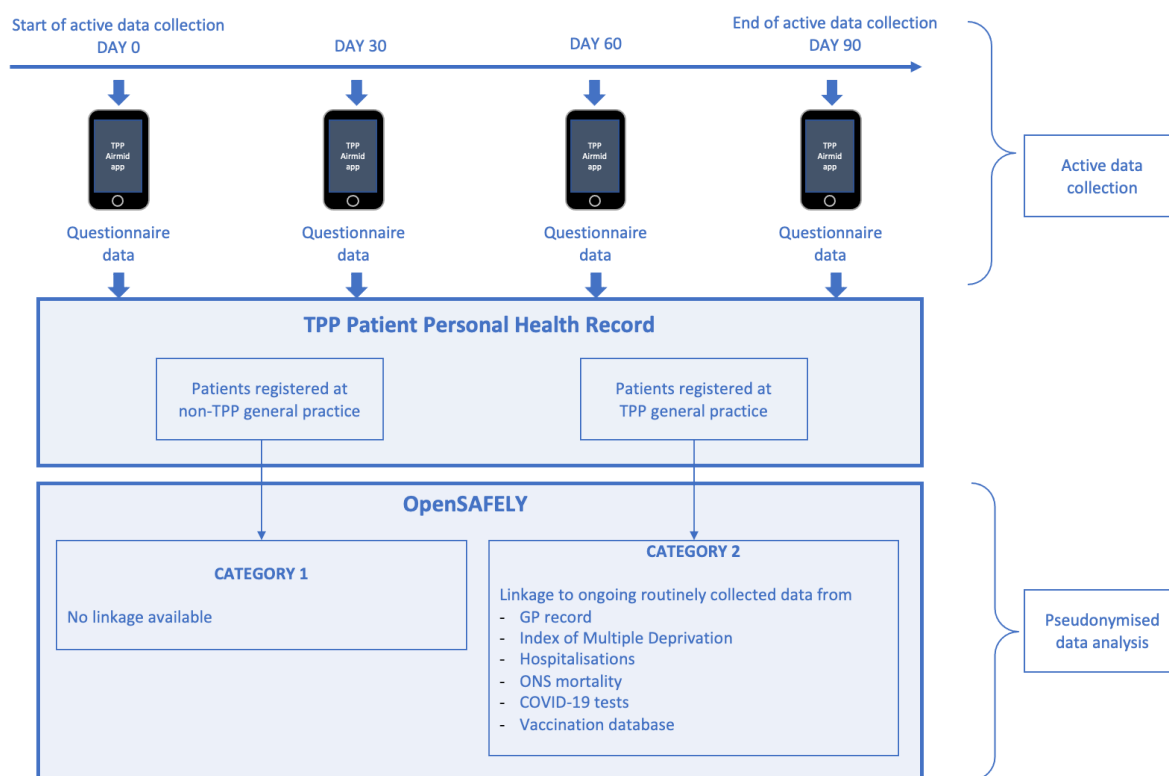 Start of active data collection
DAY 0
DAY 30
DAY 60
End of active data collection
DAY 90
TPP
Airmid
app
TPP
Airmid
app
TPP
Airmid
app
TPP
Airmid
app
Questionnaire
data
Questionnaire
data
Questionnaire
data
Questionnaire
data
Active data
collection
TPP Patient Personal Health Record
Patients registered at
non-TPP general practice
Patients registered at
TPP general practice
OpenSAFELY
CATEGORY 1
No linkage available
CATEGORY 2
Linkage to ongoing routinely collected data from
- GP record
- Index of Multiple Deprivation
- Hospitalisations
- ONS mortality
- COVID-19 tests
- Vaccination database
Pseudonymised
data analysis